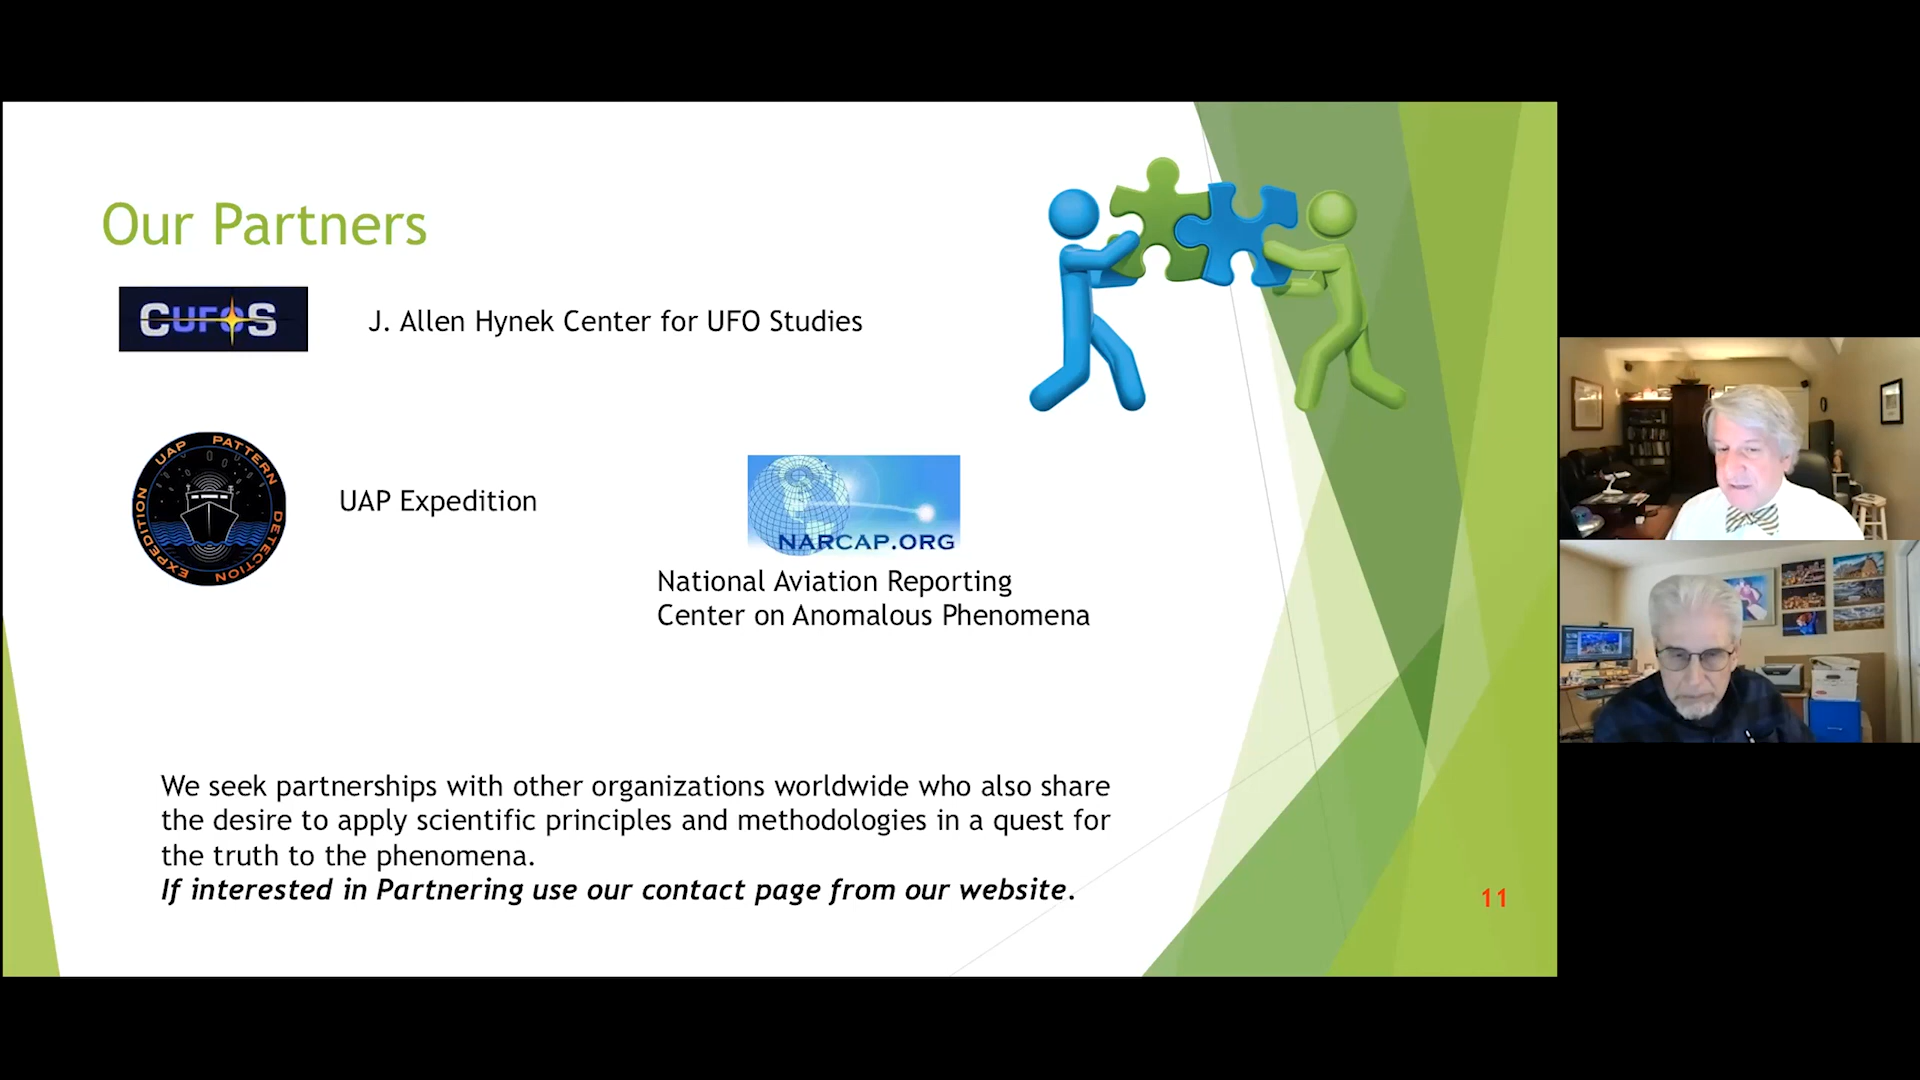 Our Partners
CUFOS
J. Allen Hynek Center for UFO Studies
UAP PATTERN DETECTION EXPEDITION
UAP Expedition
NARCAP.ORG
National Aviation Reporting
Center on Anomalous Phenomena
We seek partnerships with other organizations worldwide who also share
the desire to apply scientific principles and methodologies in a quest for
the truth to the phenomena.
If interested in Partnering use our contact page from our website.
11